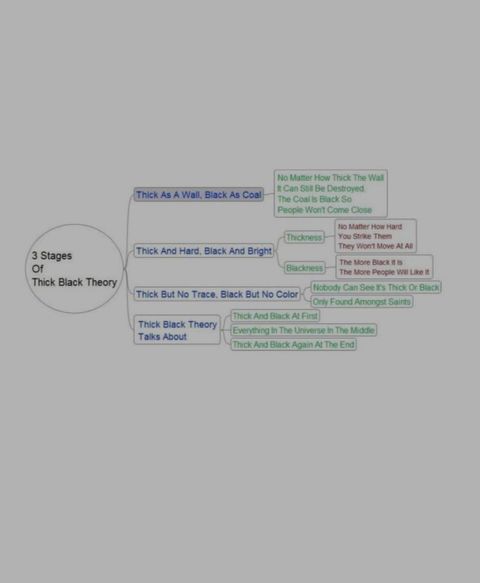 3 Stages
Of
Thick Black Theory
Thick As A Wall, Black As Coal
No Matter How Thick The Wall
It Can Still Be Destroyed.
The Coal Is Black So
People Won't Come Close
Thick And Hard, Black And Bright
Thickness
No Matter How Hard
You Strike Them
They Won't Move At All
Blackness
The More Black It Is
The More People Will Like It
Thick But No Trace, Black But No Color
Nobody Can See It's Thick Or Black
Only Found Amongst Saints
Thick Black Theory
Talks About
Thick And Black At First
Everything In The Universe In The Middle
Thick And Black Again At The End